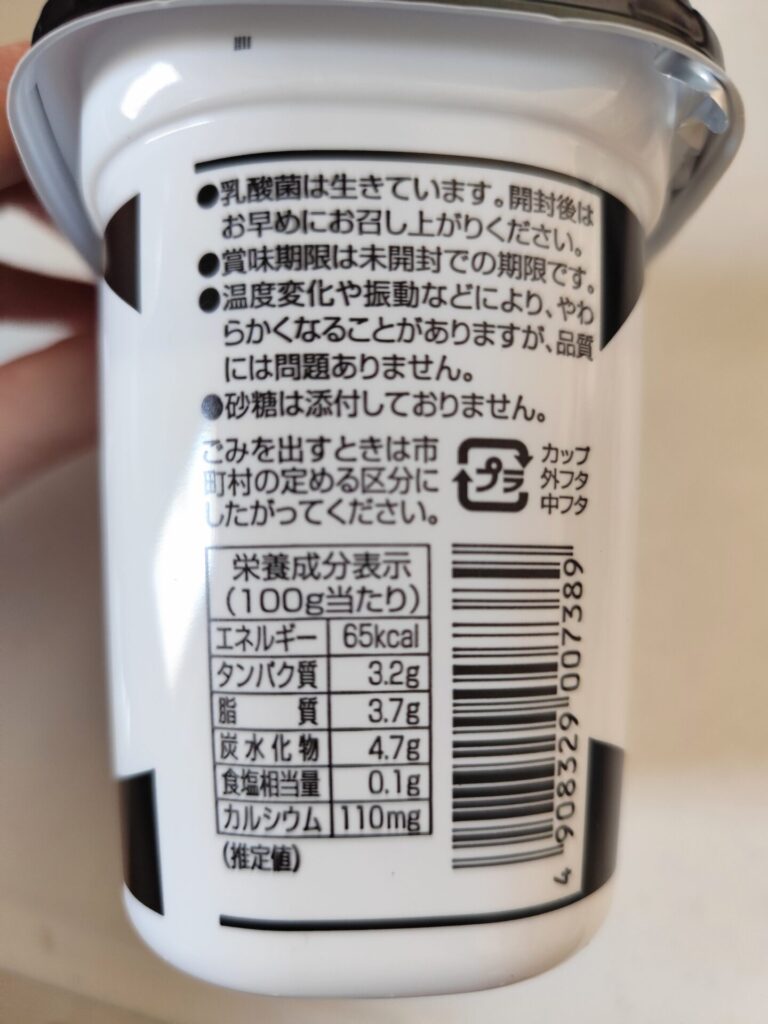 ●乳酸菌は生きています。開封後は
お早めにお召し上がりください。
●賞味期限は未開封での期限です。
●温度変化や振動などにより、やわ
らかくなることがありますが、品質
には問題ありません。
●砂糖は添付しておりません。
ごみを出すときは市
町村の定める区分に
したがってください。
プラ
カップ
外フタ
中フタ
栄養成分表示
(100g当たり)
エネルギー 65kcal
タンパク質 3.2g
脂質 3.7g
炭水化物 4.7g
食塩相当量 0.1g
カルシウム 110mg
(推定値)
4 908329 007389